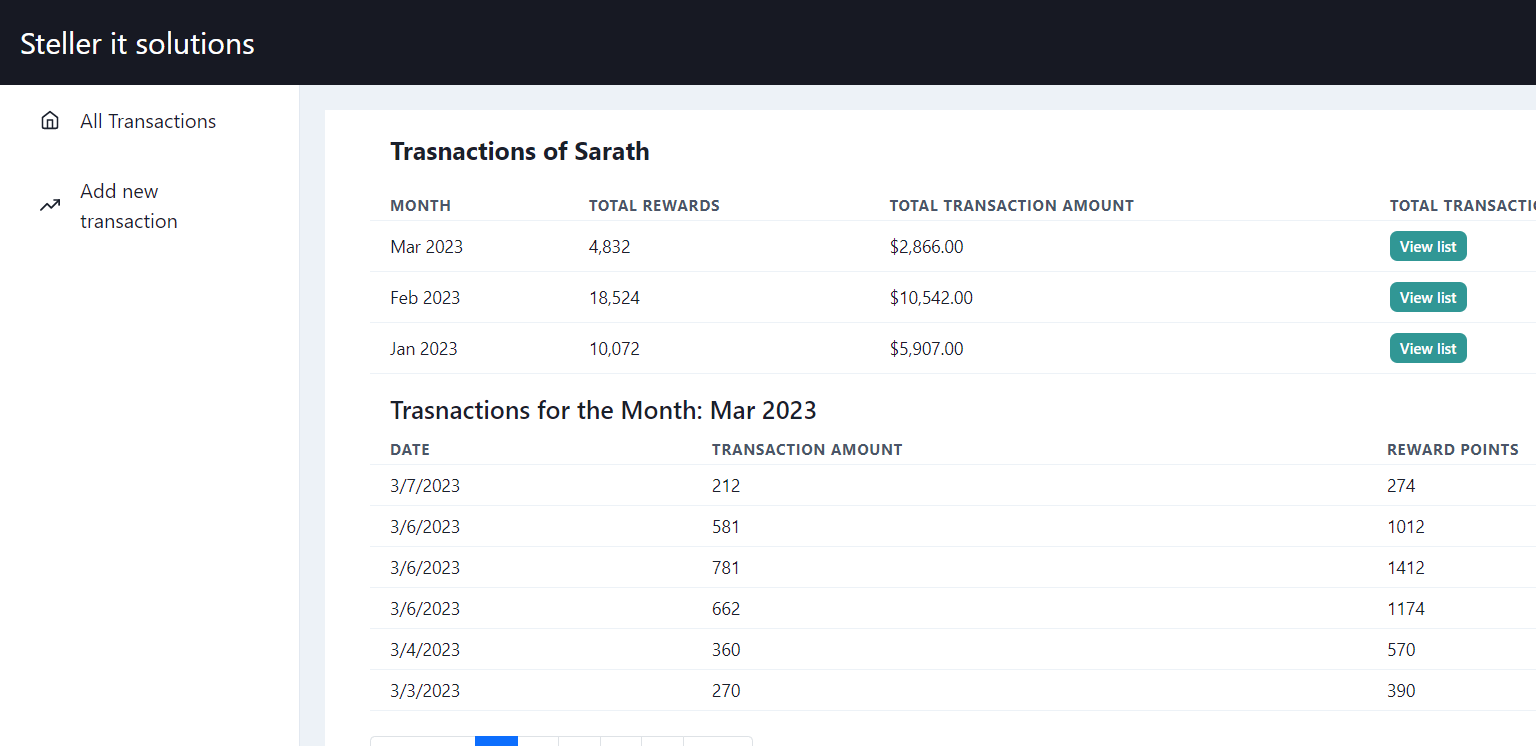 Steller it solutions
All Transactions
Add new
transaction
Trasnactions of Sarath
MONTH TOTAL REWARDS TOTAL TRANSACTION AMOUNT TOTAL
Mar 2023 4,832 $2,866.00 View list
Feb 2023 18,524 $10,542.00 View list
Jan 2023 10,072 $5,907.00 View list
Trasnactions for the Month: Mar 2023
DATE TRANSACTION AMOUNT REWARD POINTS
3/7/2023 212 274
3/6/2023 581 1012
3/6/2023 781 1412
3/6/2023 662 1174
3/4/2023 360 570
3/3/2023 270 390